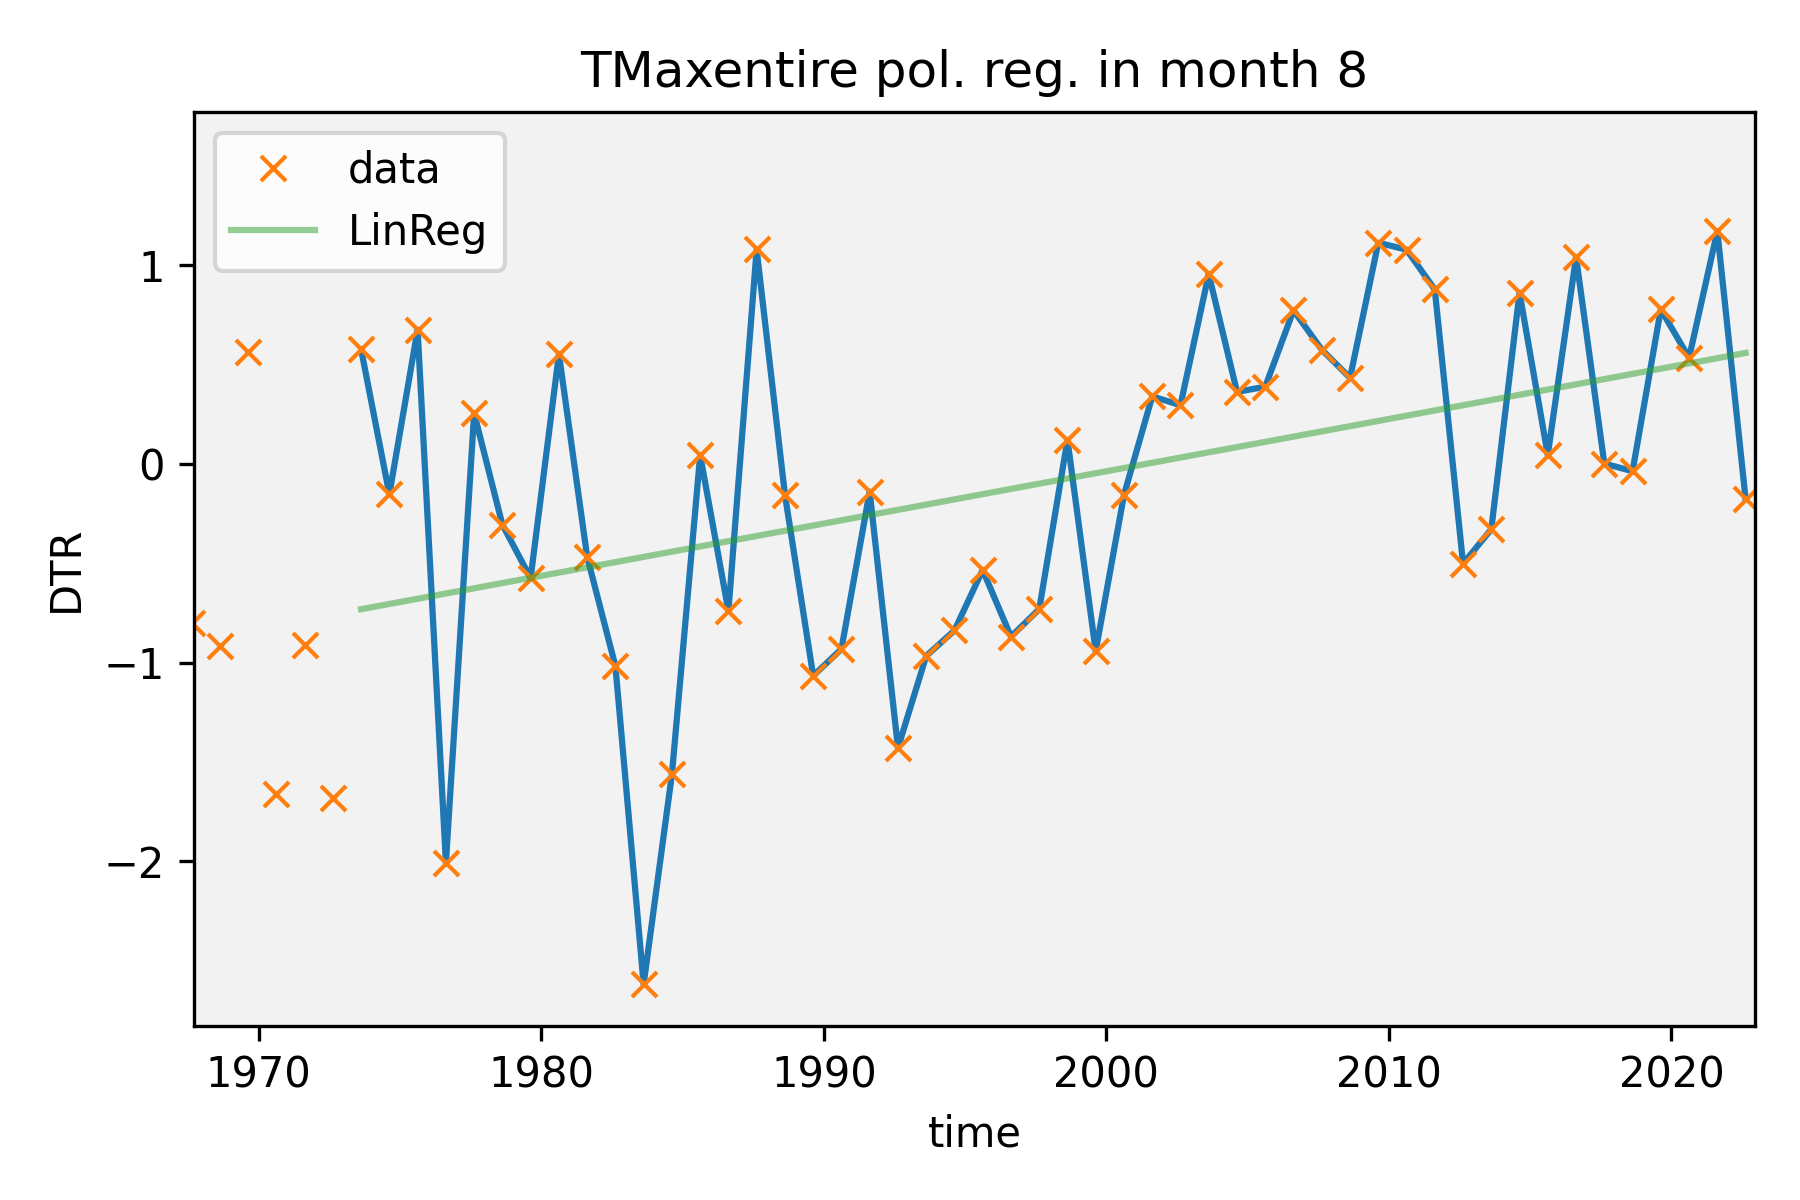 TMaxentire pol. reg. in month 8
data
LinReg
1
0
−1
−2
DTR
1970 1980 1990 2000 2010 2020
time